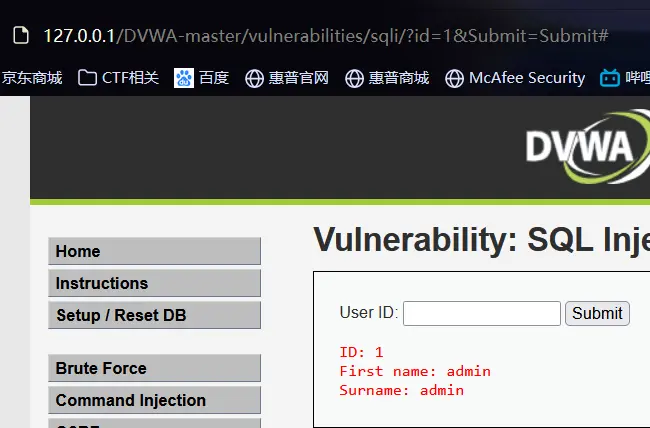 127.0.0.1/DVWA-master/vulnerabilities/sqli/?id=1&Submit=Submit#
京东商城 CTF相关 百度 惠普官网 惠普商城 McAfee Security 哔哩
DVWA
Vulnerability: SQL Inje
Home
Instructions
Setup / Reset DB
Brute Force
Command Injection
User ID: Submit
ID: 1
First name: admin
Surname: admin